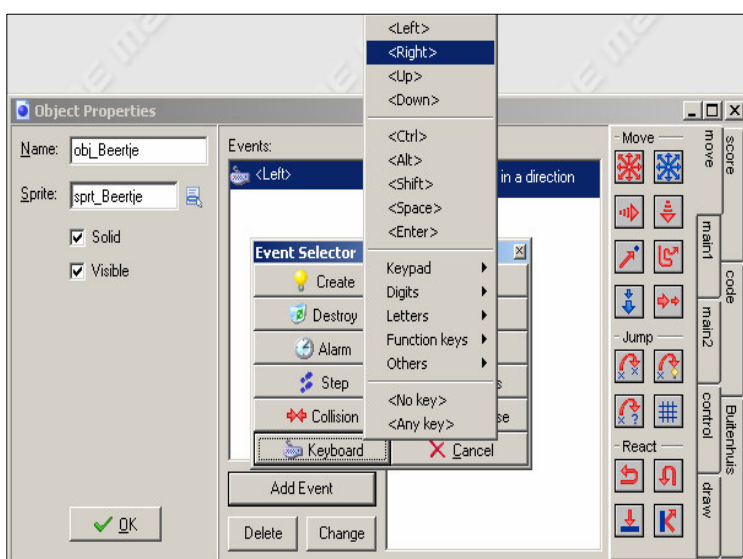 Object Properties
Name: obj_Beertje
Sprite: sprt_Beertje
Solid
Visible
OK
Events:
<Left>
in a direction
Event Selector
Create
Destroy
Alarm
Step
Collision
Keyboard
Cancel
Add Event
Delete
Change
<Left>
<Right>
<Up>
<Down>
<Ctrl>
<Alt>
<Shift>
<Space>
<Enter>
Keypad
Digits
Letters
Function keys
Others
<No key>
<Any key>
Move
Jump
React
move
main1
main2
control
draw
score
code
Buitenhuis